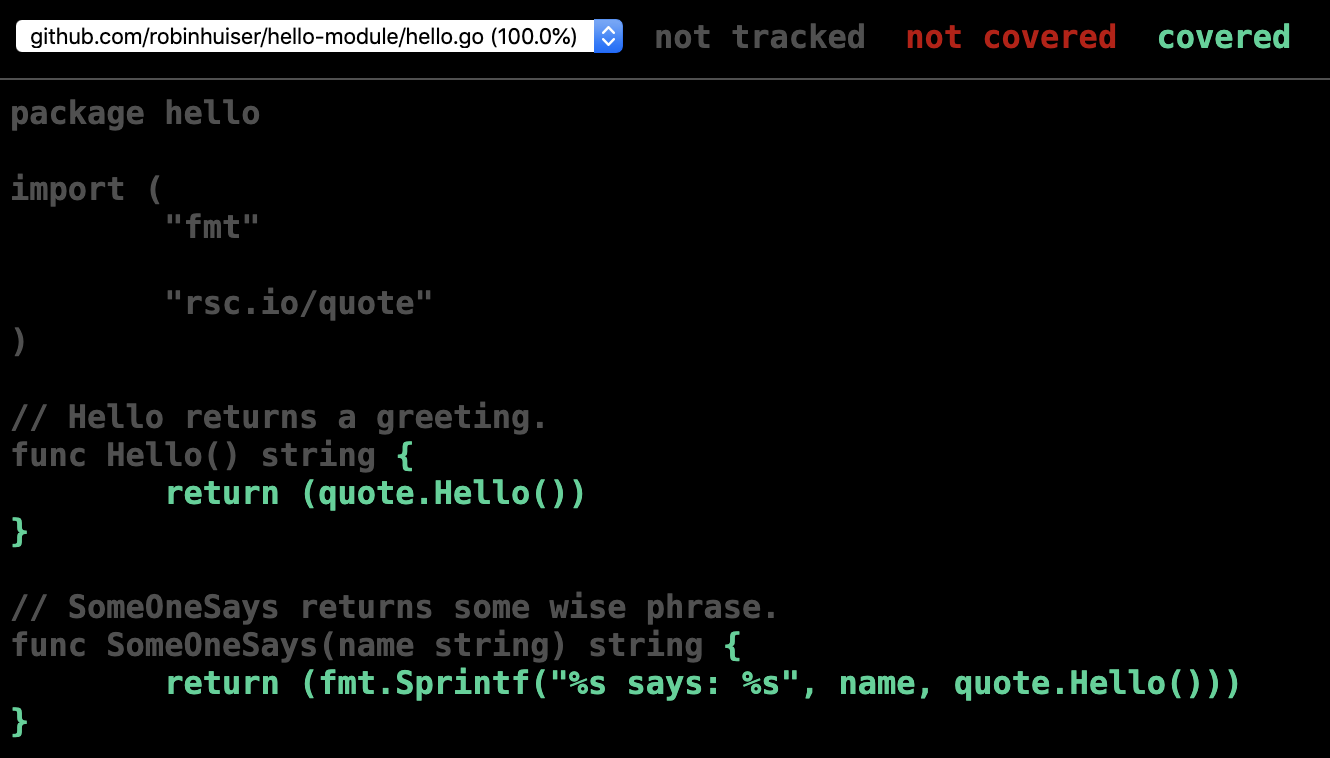 github.com/robinhuiser/hello-module/hello.go (100.0%) not tracked not covered covered
package hello
import (
"fmt"
"rsc.io/quote"
)
// Hello returns a greeting.
func Hello() string {
return (quote.Hello())
}
// SomeOneSays returns some wise phrase.
func SomeOneSays(name string) string {
return (fmt.Sprintf("%s says: %s", name, quote.Hello()))
}